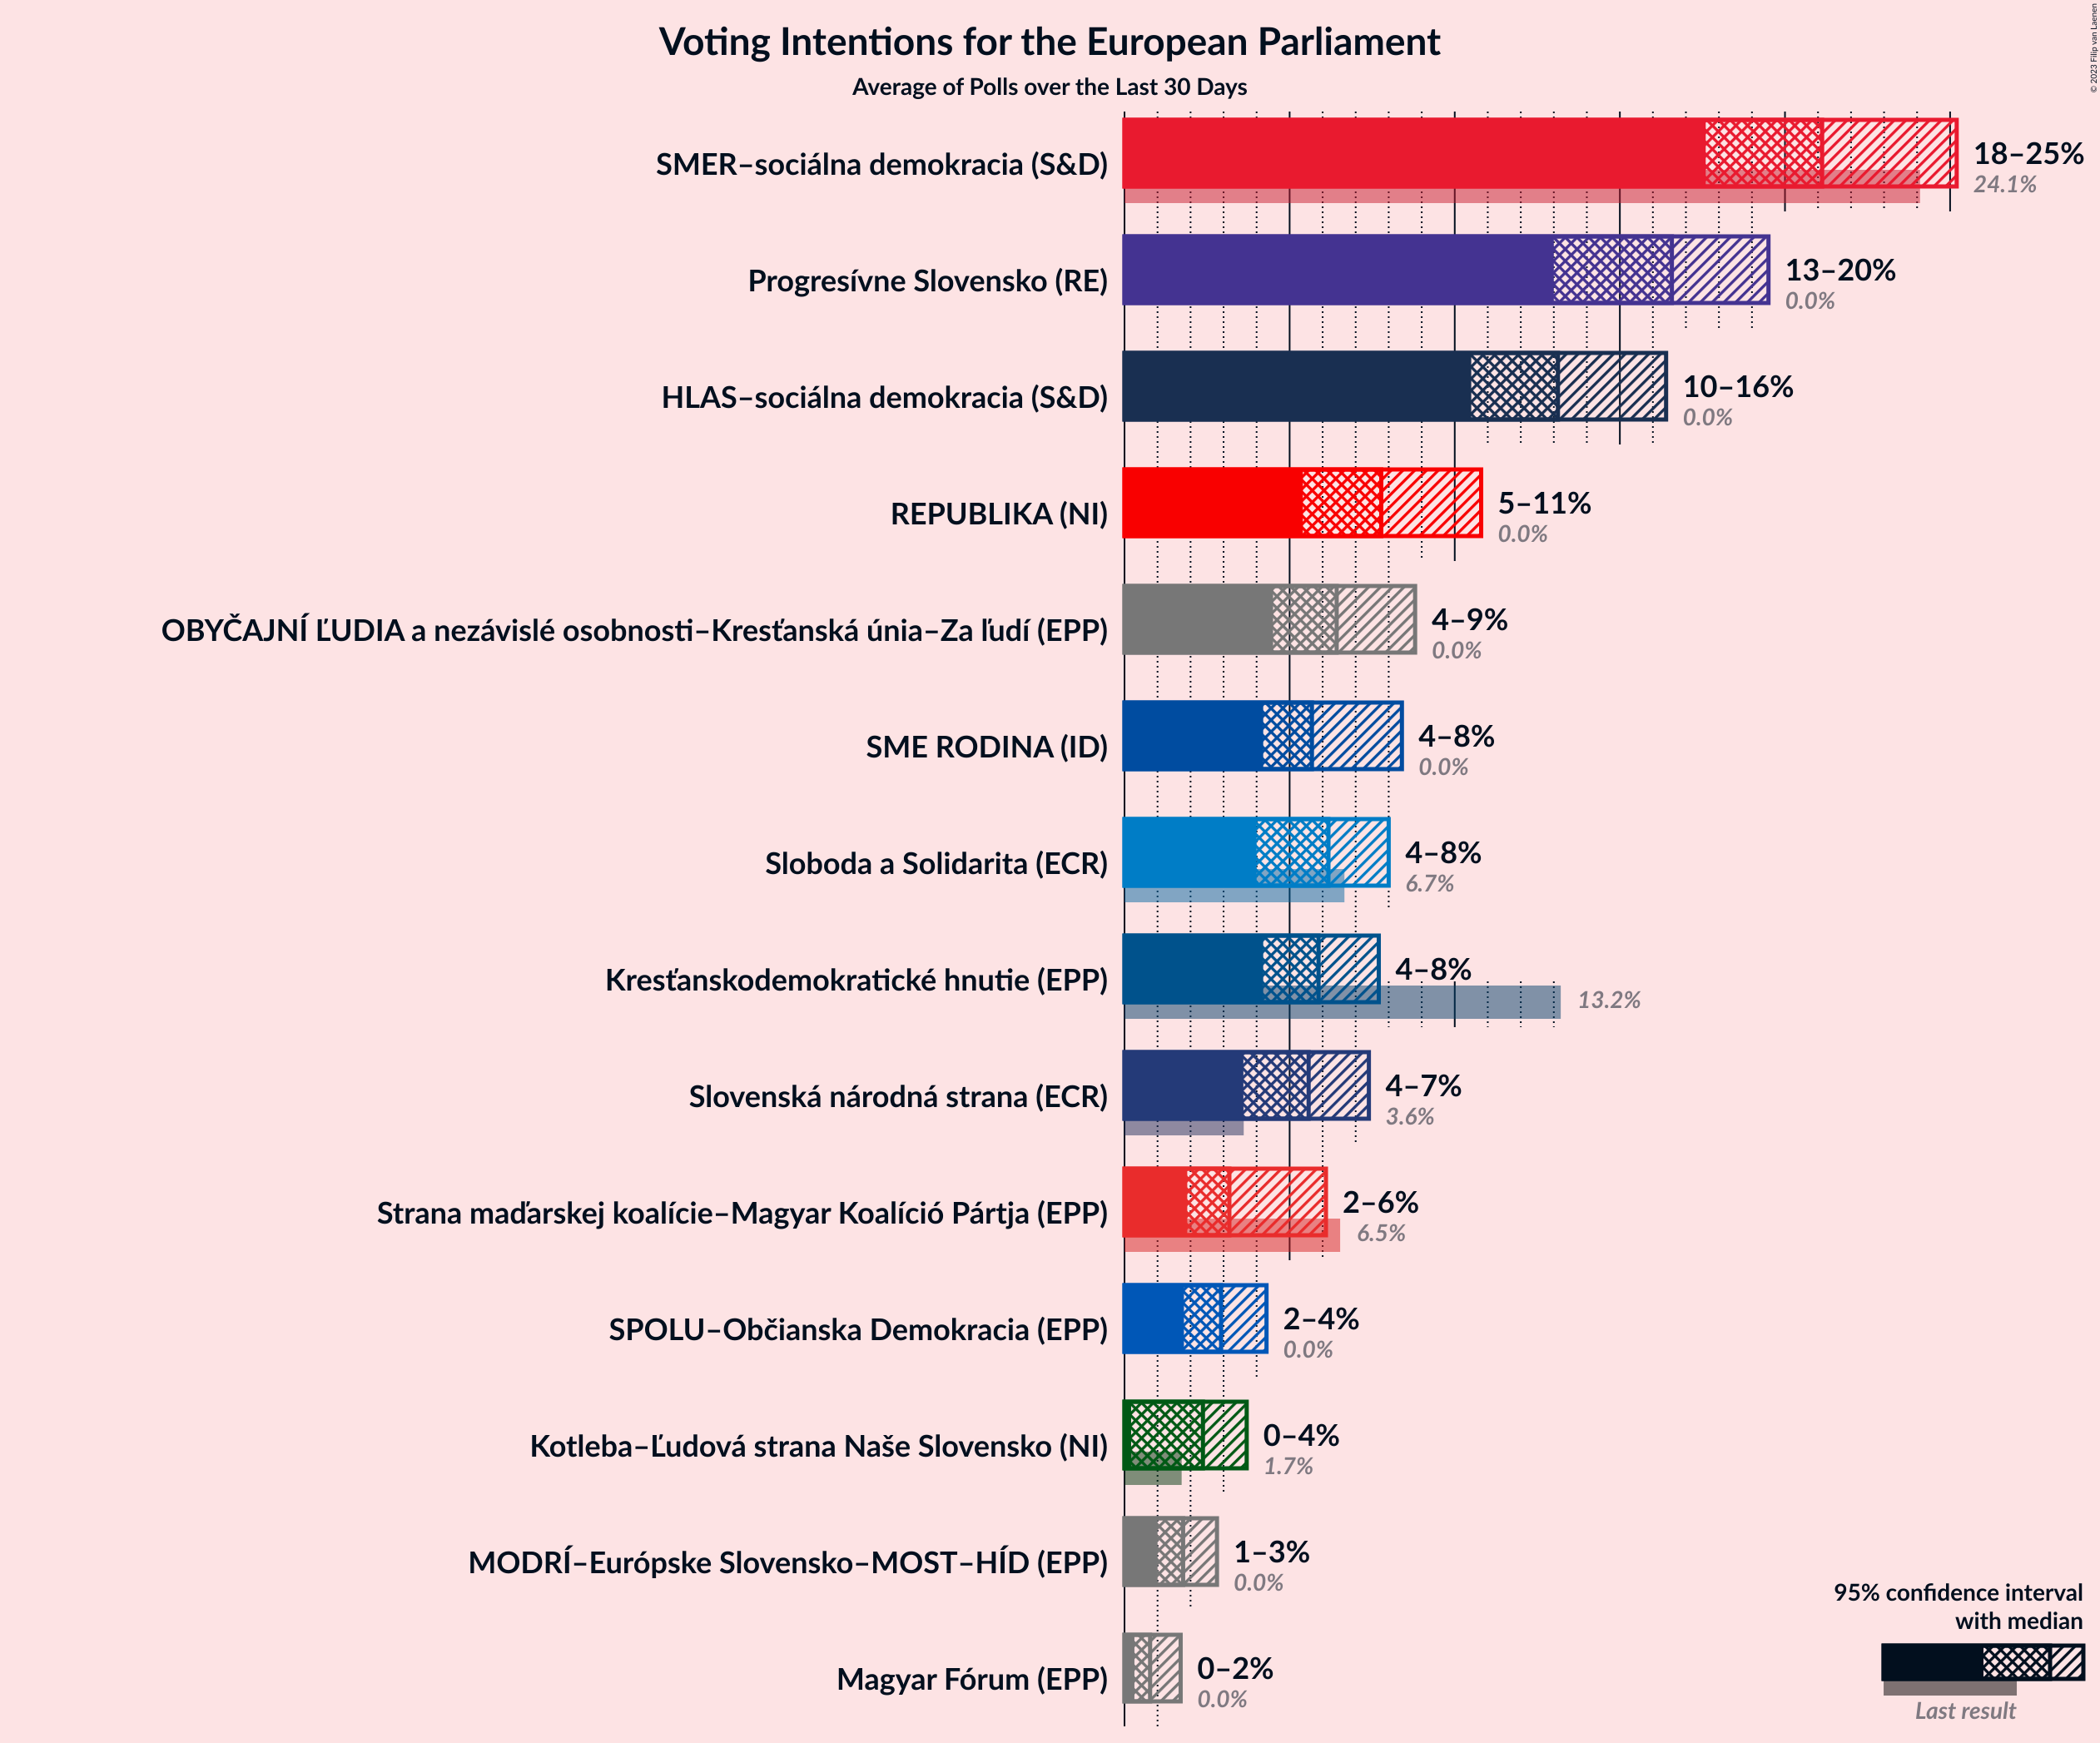 Voting Intentions for the European Parliament
Average of Polls over the Last 30 Days
© 2023 Filip van Laenen
SMER–sociálna demokracia (S&D)
18–25%
24.1%
Progresívne Slovensko (RE)
13–20%
0.0%
HLAS–sociálna demokracia (S&D)
10–16%
0.0%
REPUBLIKA (NI)
5–11%
0.0%
OBYČAJNÍ ĽUDIA a nezávislé osobnosti–Kresťanská únia–Za ľudí (EPP)
4–9%
0.0%
SME RODINA (ID)
4–8%
0.0%
Sloboda a Solidarita (ECR)
4–8%
6.7%
Kresťanskodemokratické hnutie (EPP)
4–8%
13.2%
Slovenská národná strana (ECR)
4–7%
3.6%
Strana maďarskej koalície–Magyar Koalíció Pártja (EPP)
2–6%
6.5%
SPOLU–Občianska Demokracia (EPP)
2–4%
0.0%
Kotleba–Ľudová strana Naše Slovensko (NI)
0–4%
1.7%
MODRÍ–Európske Slovensko–MOST–HÍD (EPP)
1–3%
0.0%
Magyar Fórum (EPP)
0–2%
0.0%
95% confidence interval
with median
Last result